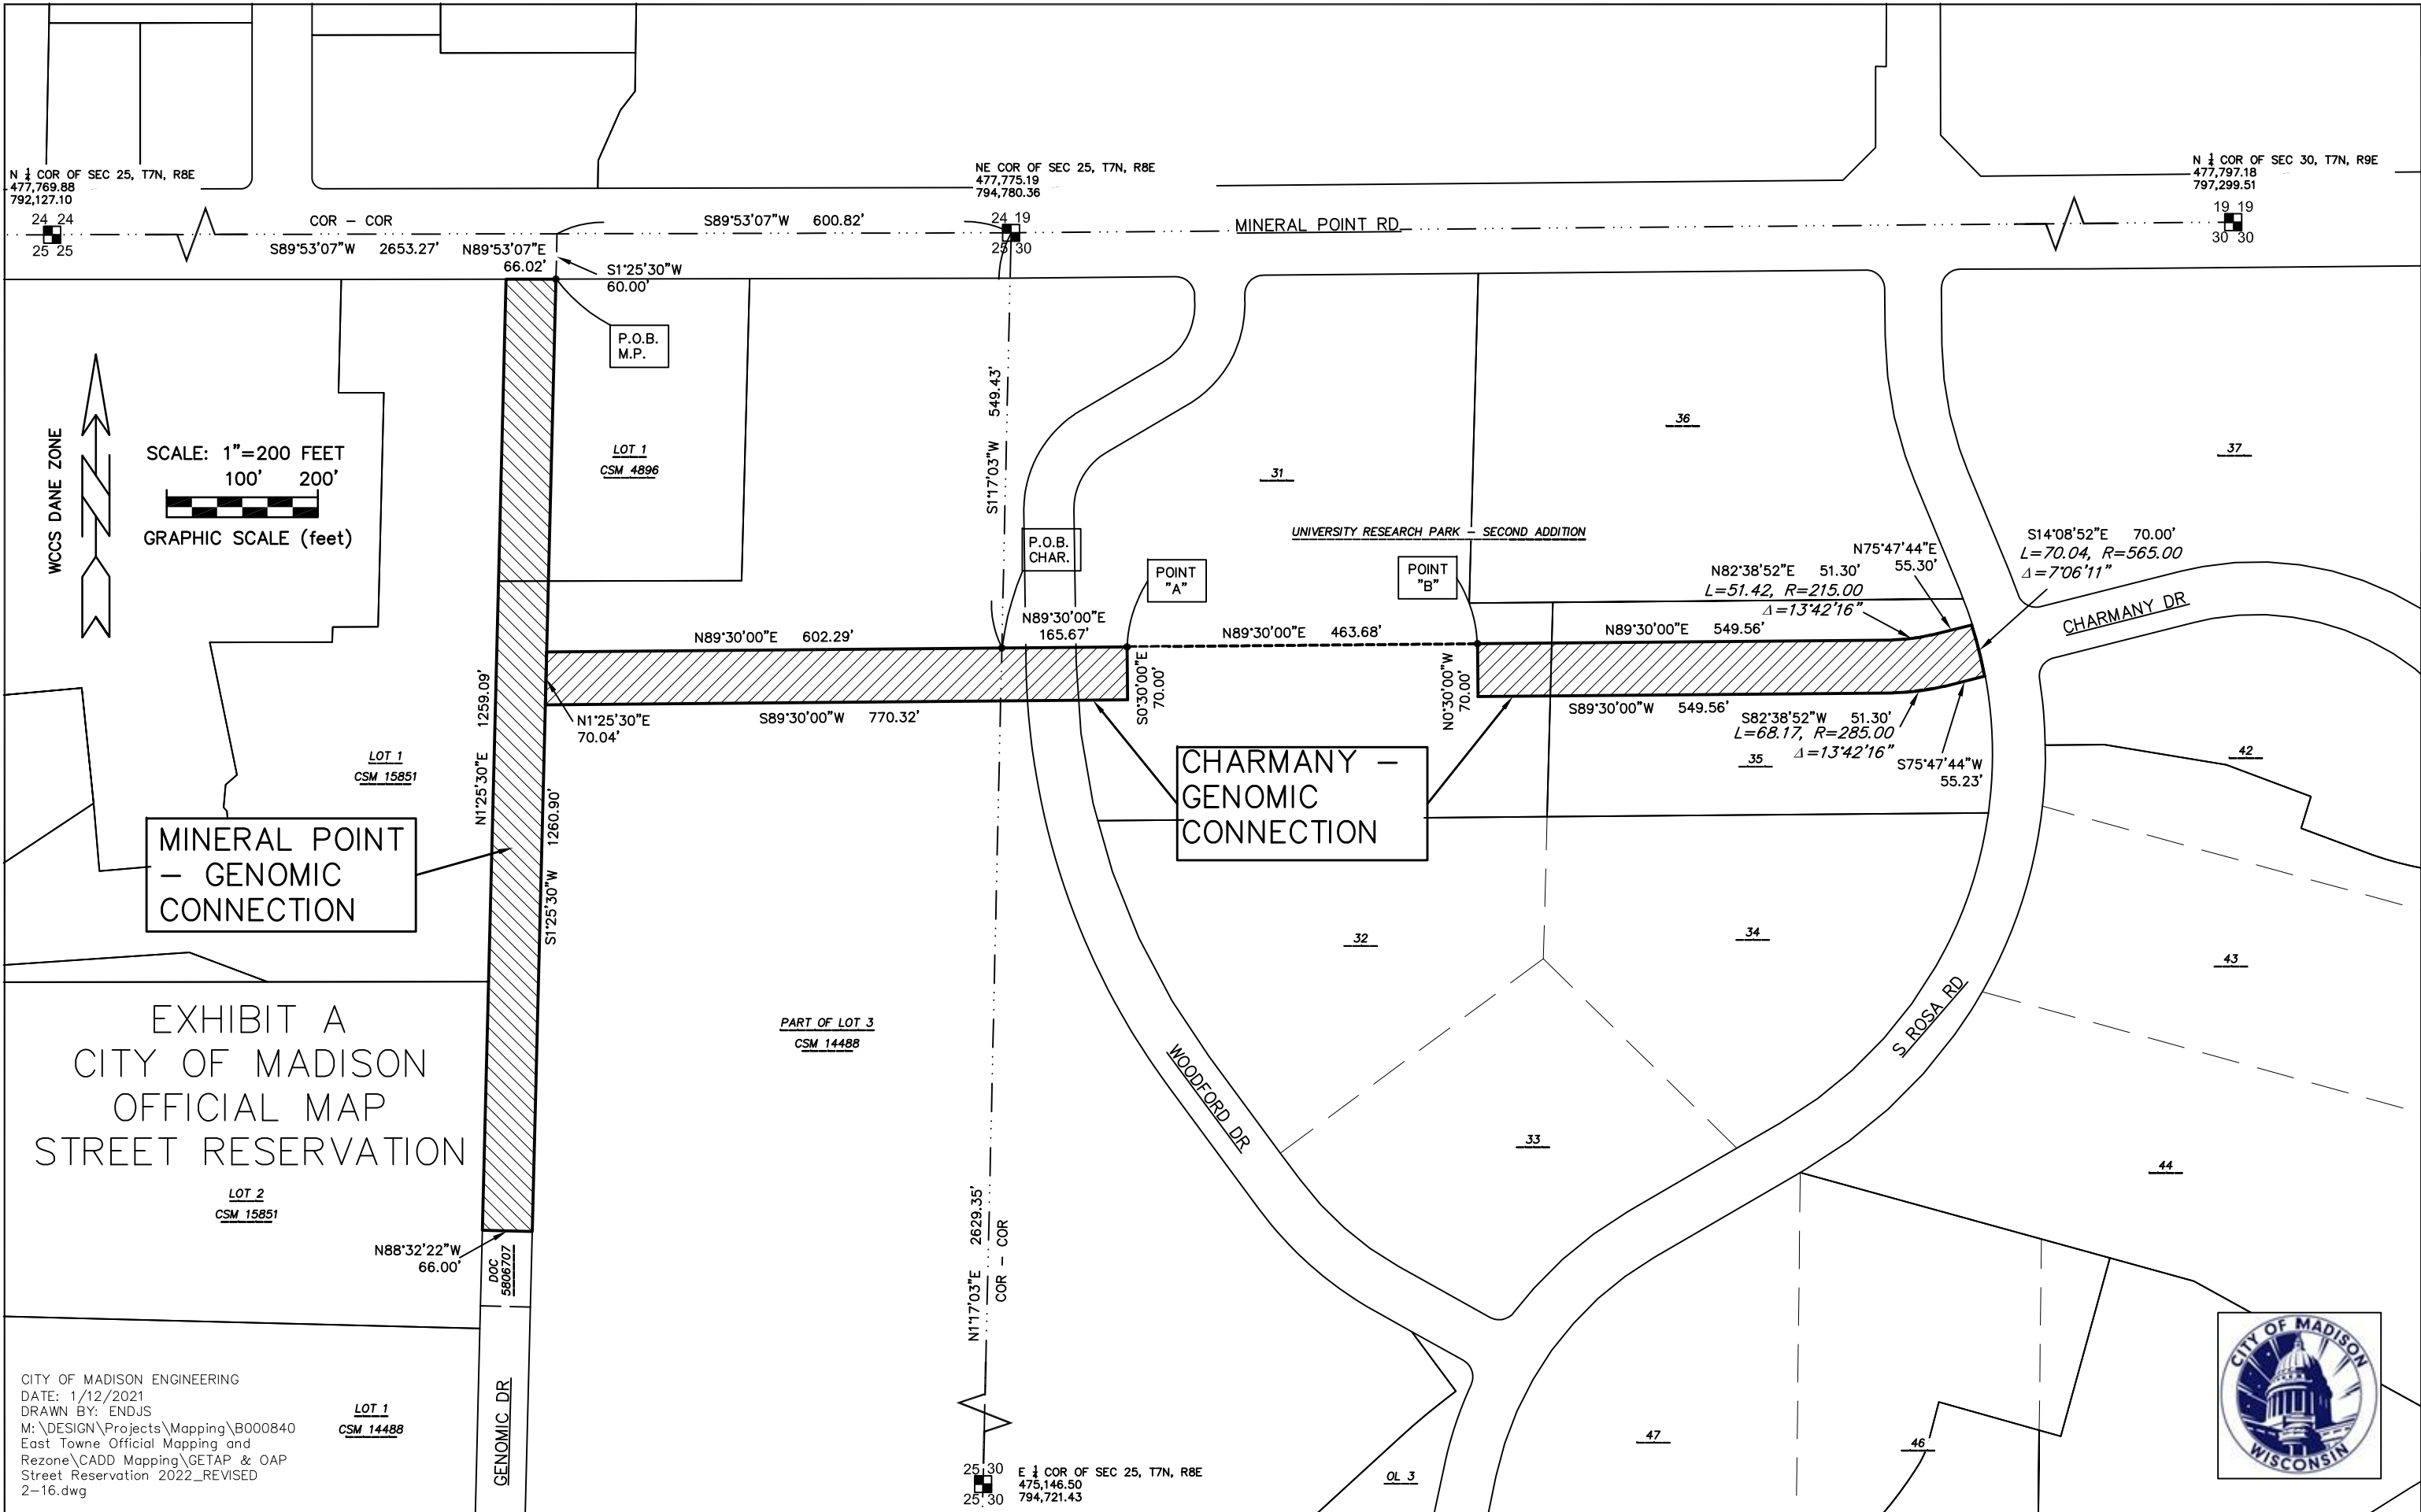 N 1/4 COR OF SEC 25, T7N, R8E
477,769.88
792,127.10
24 24
25 25
COR – COR
S89°53'07"W 2653.27'
N89°53'07"E
66.02'
S89°53'07"W 600.82'
S1°25'30"W
60.00'
NE COR OF SEC 25, T7N, R8E
477,775.19
794,780.36
24 19
25 30
MINERAL POINT RD
N 1/4 COR OF SEC 30, T7N, R9E
477,797.18
797,299.51
19 19
30 30
P.O.B.
M.P.
WCCS DANE ZONE
N
SCALE: 1"=200 FEET
100' 200'
GRAPHIC SCALE (feet)
LOT 1
CSM 4896
S1°17'03"W 549.43'
31
36
37
UNIVERSITY RESEARCH PARK – SECOND ADDITION
P.O.B.
CHAR.
POINT
"A"
POINT
"B"
S14°08'52"E 70.00'
L=70.04, R=565.00
Δ=7°06'11"
N75°47'44"E
55.30'
N82°38'52"E 51.30'
L=51.42, R=215.00
Δ=13°42'16"
CHARMANY DR
N89°30'00"E 602.29'
N89°30'00"E
165.67'
N89°30'00"E 463.68'
N89°30'00"E 549.56'
S0°30'00"E
70.00'
N0°30'00"W
70.00'
N1°25'30"E
70.04'
S89°30'00"W 770.32'
S89°30'00"W 549.56'
S82°38'52"W 51.30'
L=68.17, R=285.00
Δ=13°42'16"
S75°47'44"W
55.23'
35
42
N1°25'30"E 1259.09'
S1°25'30"W 1260.90'
LOT 1
CSM 15851
CHARMANY –
GENOMIC
CONNECTION
MINERAL POINT
– GENOMIC
CONNECTION
32
34
43
S ROSA RD
EXHIBIT A
CITY OF MADISON
OFFICIAL MAP
STREET RESERVATION
PART OF LOT 3
CSM 14488
WOODFORD DR
33
44
LOT 2
CSM 15851
N88°32'22"W
66.00'
DOC
5806707
N1°17'03"E 2629.35'
COR - COR
GENOMIC DR
CITY OF MADISON ENGINEERING
DATE: 1/12/2021
DRAWN BY: ENDJS
M:\DESIGN\Projects\Mapping\B000840
East Towne Official Mapping and
Rezone\CADD Mapping\GETAP & OAP
Street Reservation 2022_REVISED
2-16.dwg
LOT 1
CSM 14488
25 30
25 30
E 1/4 COR OF SEC 25, T7N, R8E
475,146.50
794,721.43
OL 3
47
46
CITY OF MADISON
WISCONSIN